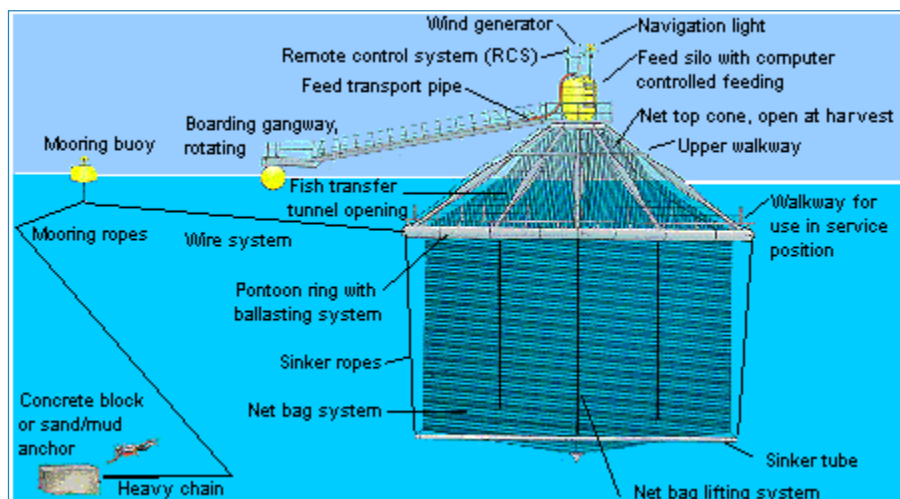 Wind generator
Navigation light
Remote control system (RCS)
Feed silo with computer
controlled feeding
Feed transport pipe
Net top cone, open at harvest
Boarding gangway,
rotating
Mooring buoy
Upper walkway
Fish transfer
tunnel opening
Walkway for
use in service
position
Mooring ropes
Wire system
Pontoon ring with
ballasting system
Sinker ropes
Concrete block
or sand/mud
anchor
Net bag system
Sinker tube
Heavy chain
Net bag lifting system